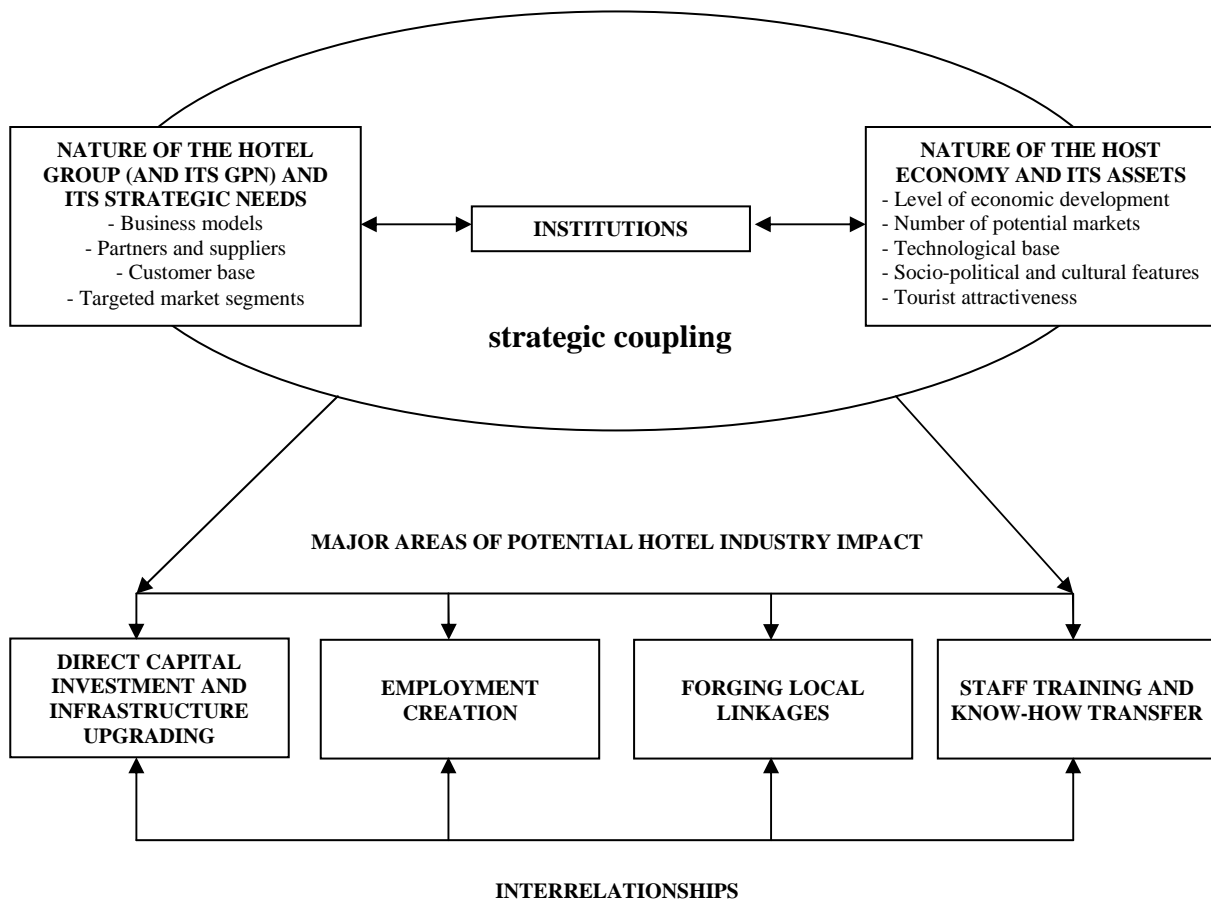 NATURE OF THE HOTEL
GROUP (AND ITS GPN) AND
ITS STRATEGIC NEEDS
- Business models
- Partners and suppliers
- Customer base
- Targeted market segments
INSTITUTIONS
NATURE OF THE HOST
ECONOMY AND ITS ASSETS
- Level of economic development
- Number of potential markets
- Technological base
- Socio-political and cultural features
- Tourist attractiveness
strategic coupling
MAJOR AREAS OF POTENTIAL HOTEL INDUSTRY IMPACT
DIRECT CAPITAL
INVESTMENT AND
INFRASTRUCTURE
UPGRADING
EMPLOYMENT
CREATION
FORGING LOCAL
LINKAGES
STAFF TRAINING AND
KNOW-HOW TRANSFER
INTERRELATIONSHIPS